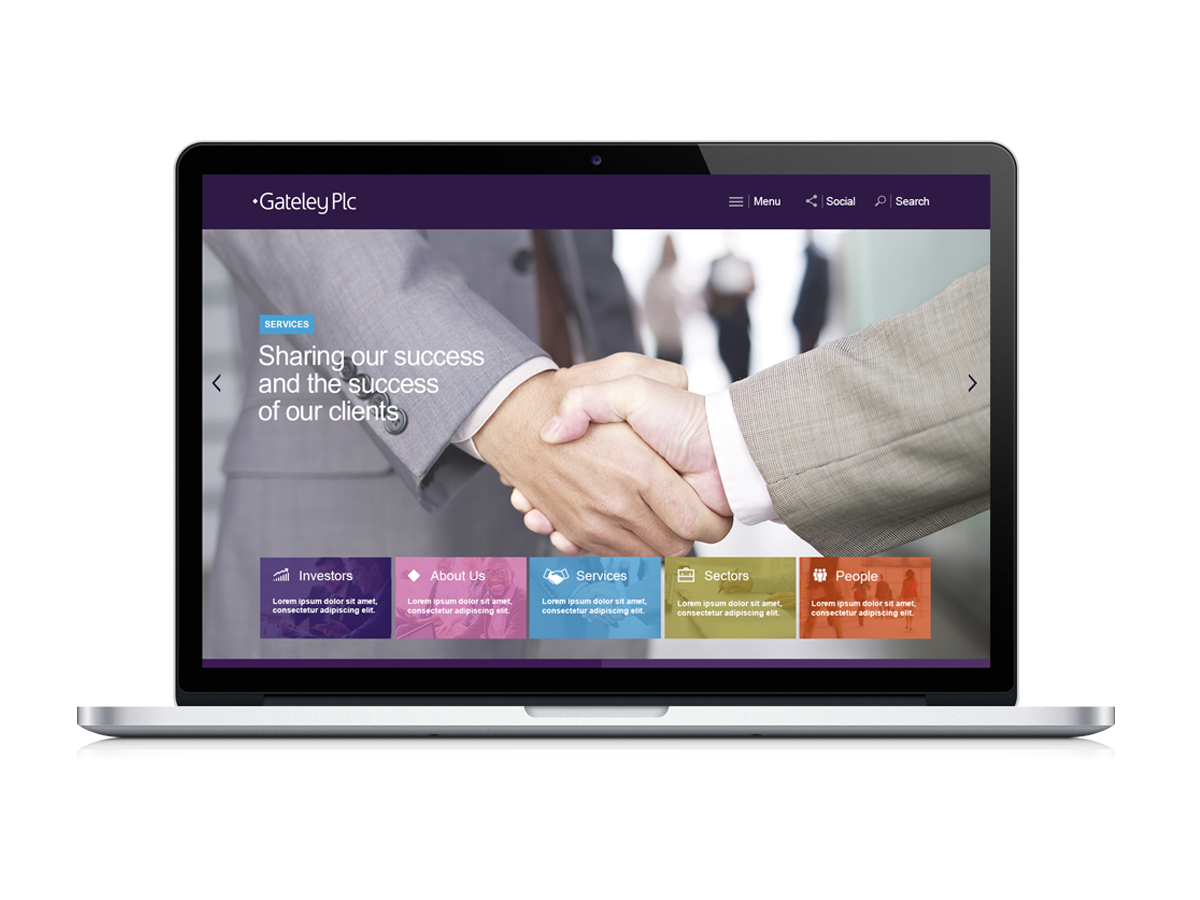 Gateley Plc
Menu
Social
Search
SERVICES
Sharing our success
and the success
of our clients
Investors
Lorem ipsum dolor sit amet,
consectetur adipiscing elit.
About Us
Lorem ipsum dolor sit amet,
consectetur adipiscing elit.
Services
Lorem ipsum dolor sit amet,
consectetur adipiscing elit.
Sectors
Lorem ipsum dolor sit amet,
consectetur adipiscing elit.
People
Lorem ipsum dolor sit amet,
consectetur adipiscing elit.